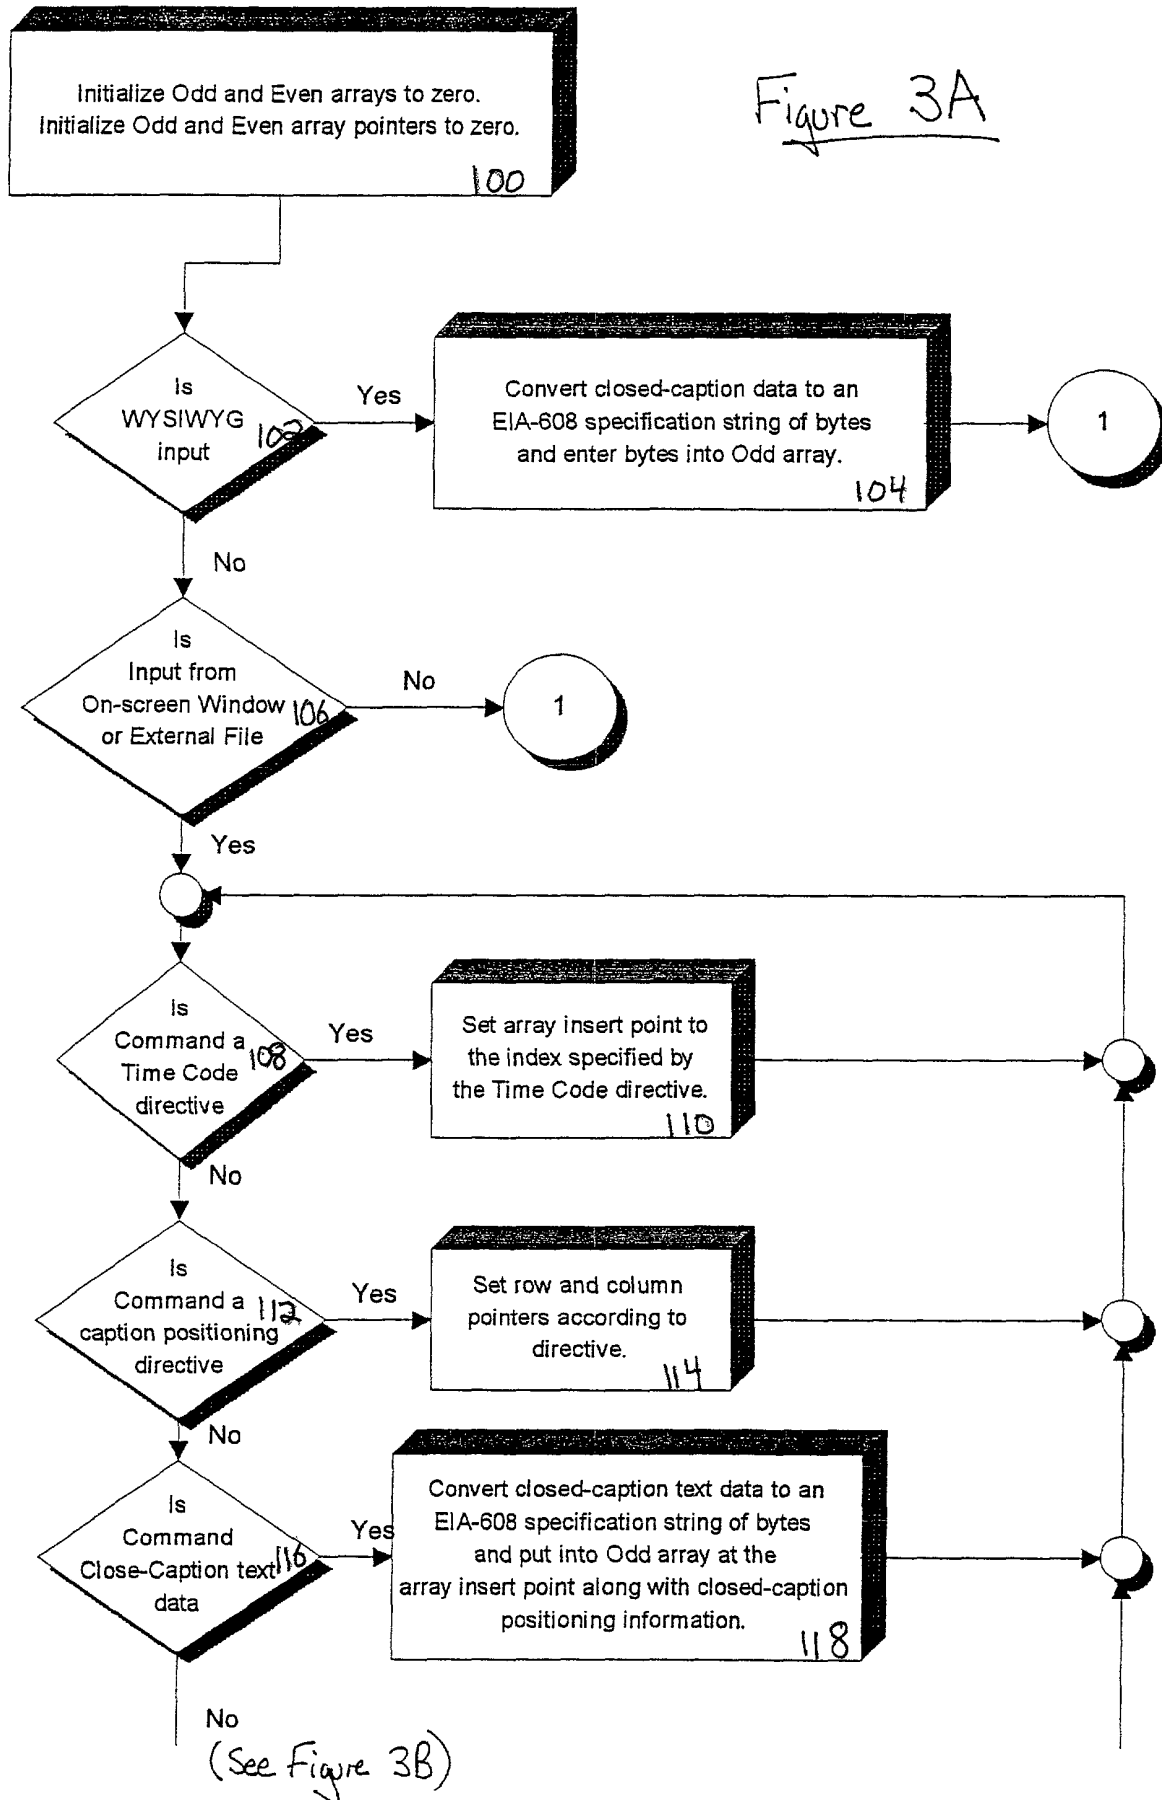 Initialize Odd and Even arrays to zero.
Initialize Odd and Even array pointers to zero.
100
Figure 3A
Is
WYSIWYG
input
102
Yes
Convert closed-caption data to an
EIA-608 specification string of bytes
and enter bytes into Odd array.
104
1
No
Is
Input from
On-screen Window
or External File
106
No
1
Yes
Is
Command a
Time Code
directive
108
Yes
Set array insert point to
the index specified by
the Time Code directive.
110
No
Is
Command a
caption positioning
directive
112
Yes
Set row and column
pointers according to
directive.
114
No
Is
Command
Close-Caption text
data
116
Yes
Convert closed-caption text data to an
EIA-608 specification string of bytes
and put into Odd array at the
array insert point along with closed-caption
positioning information.
118
No
(See Figure 3B)